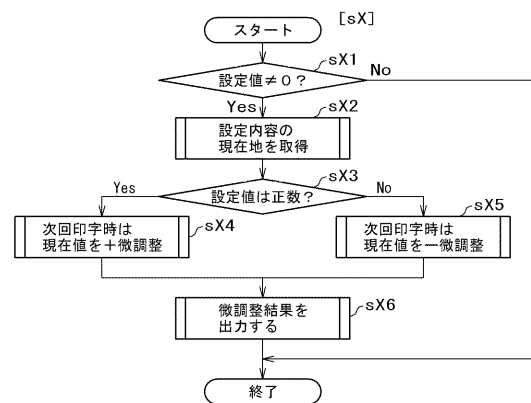 スタート
[sX]
sX1
設定値≠0?
No
Yes
sX2
設定内容の
現在地を取得
sX3
Yes
設定値は正数?
No
sX4
次回印字時は
現在値を+微調整
sX5
次回印字時は
現在値を一微調整
sX6
微調整結果を
出力する
終了